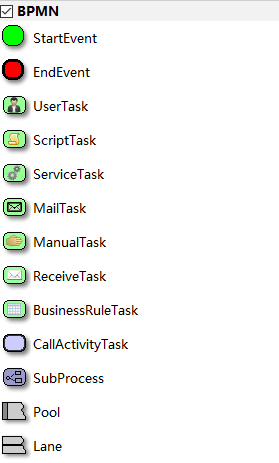 BPMN
StartEvent
EndEvent
UserTask
ScriptTask
ServiceTask
MailTask
ManualTask
ReceiveTask
BusinessRuleTask
CallActivityTask
SubProcess
Pool
Lane